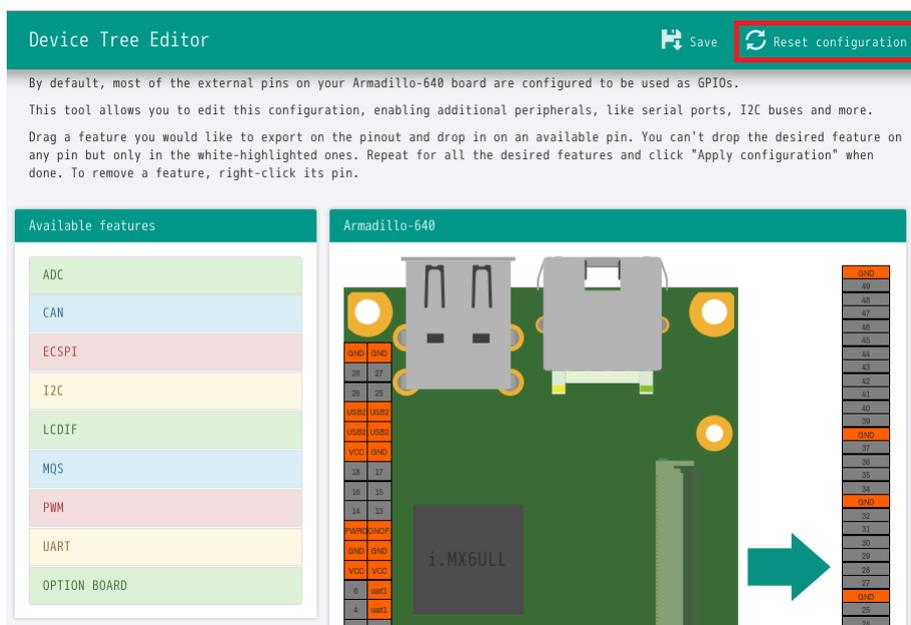 Device Tree Editor
Save
Reset configuration
By default, most of the external pins on your Armadillo-640 board are configured to be used as GPIOs.
This tool allows you to edit this configuration, enabling additional peripherals, like serial ports, I2C buses and more.
Drag a feature you would like to export on the pinout and drop in on an available pin. You can't drop the desired feature on
any pin but only in the white-highlighted ones. Repeat for all the desired features and click "Apply configuration" when
done. To remove a feature, right-click its pin.
Available features
ADC
CAN
ECSPI
I2C
LCDIF
MQS
PWM
UART
OPTION BOARD
Armadillo-640
GND GND
28 27
26 25
USB2 USB2
USB2 USB2
VCC GND
18 17
16 15
14 13
GND GND
VCC VCC
6 uart1
4 uart1
i.MX6ULL
GND
49
48
47
46
45
44
43
42
41
40
39
GND
37
36
35
34
GND
32
31
30
29
28
27
GND
25